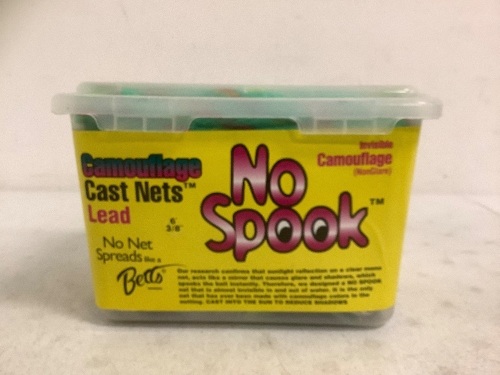 Camouflage
Cast Nets™
Lead
6'
3/8"
No Net
Spreads like a
Betts®
No
Spook™
Invisible
Camouflage
(NonGlare)
Our research confirms that sunlight reflection on a clear mono
net, acts like a mirror that causes glare and shadows, which
spooks the bait instantly. Therefore, we designed a NO SPOOK
net that is almost invisible in and out of water. It is the only
net that has ever been made with camouflage colors in the
netting. CAST INTO THE SUN TO REDUCE SHADOWS